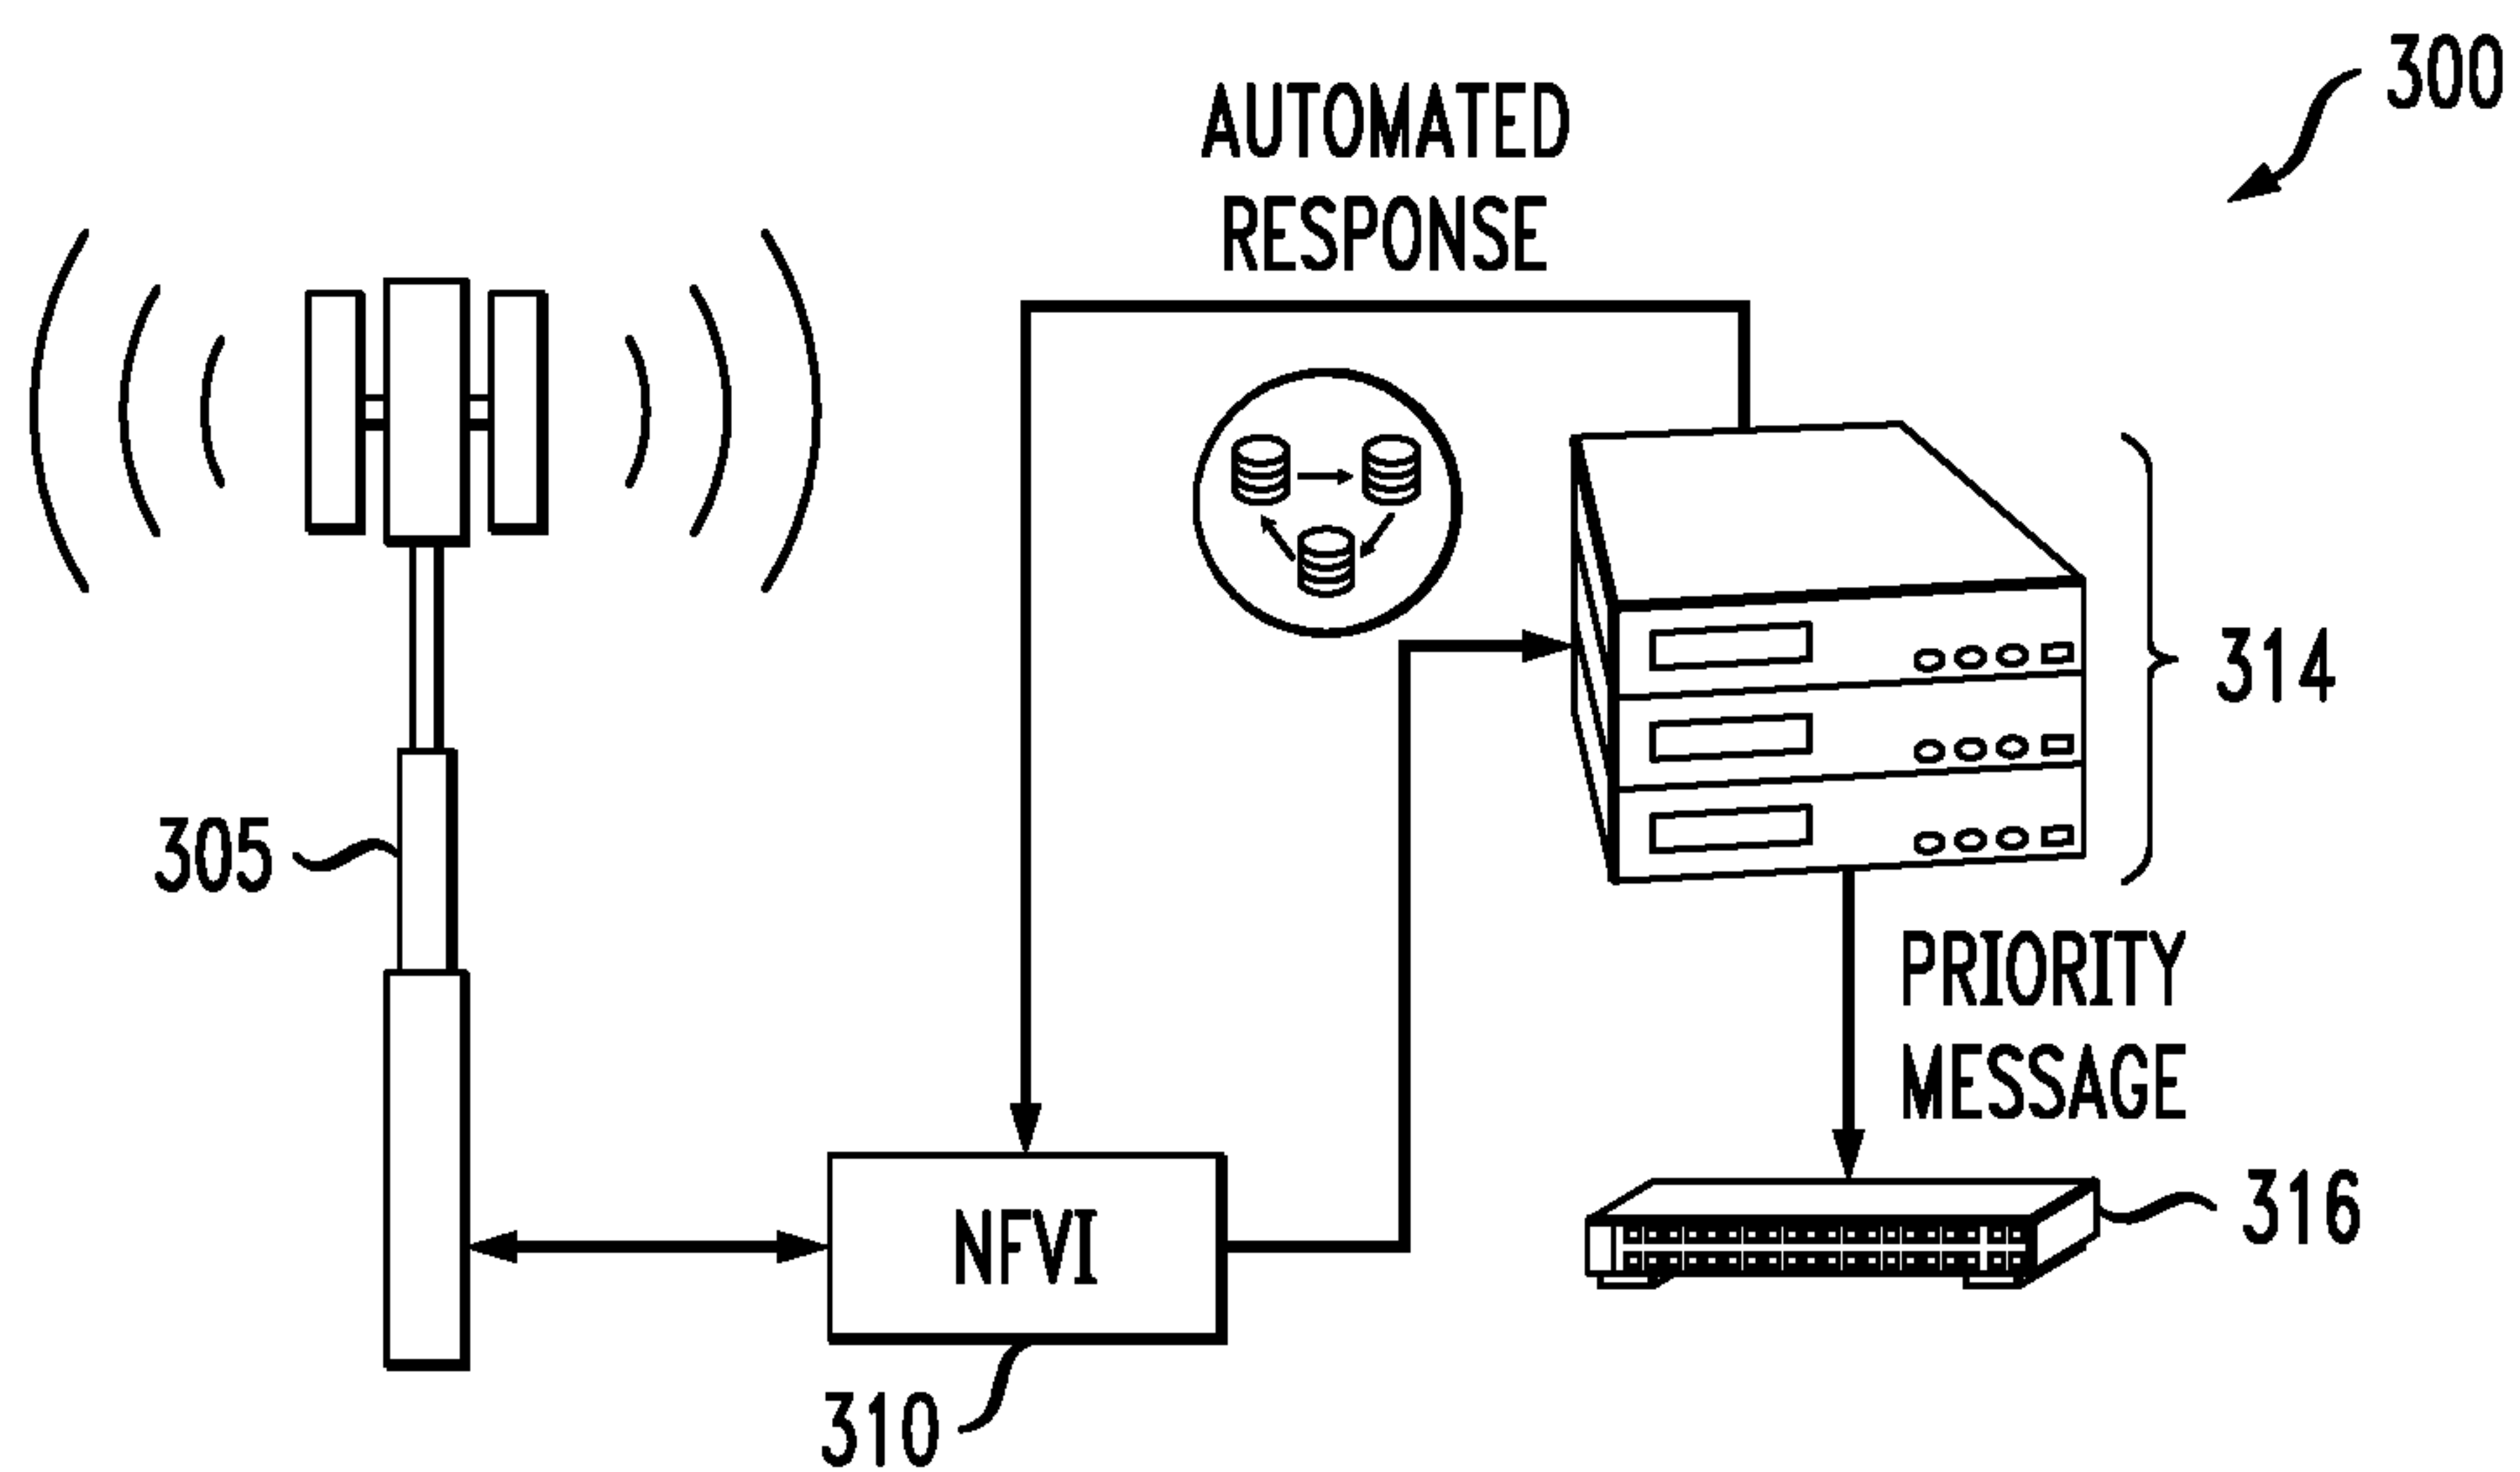 300
AUTOMATED
RESPONSE
314
305
PRIORITY
MESSAGE
316
NFVI
310